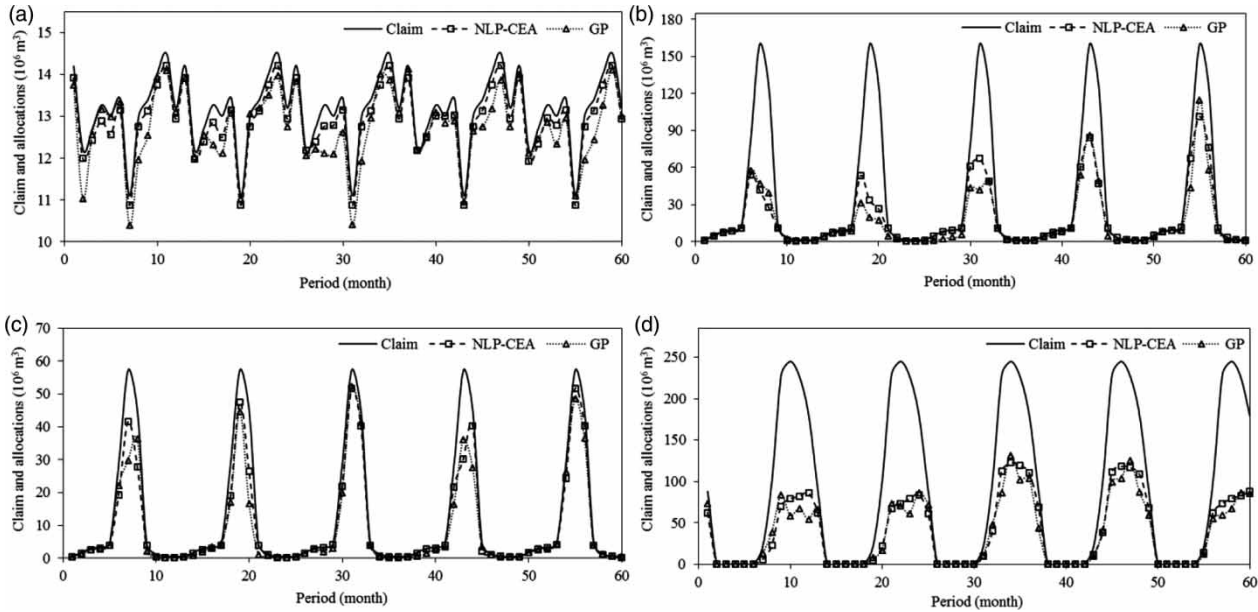 (a)
Claim NLP-CEA GP
Claim and allocations (10⁶ m³)
15
14
13
12
11
10
0 10 20 30 40 50 60
Period (month)
(b)
Claim NLP-CEA GP
Claim and allocations (10⁶ m³)
180
150
120
90
60
30
0
0 10 20 30 40 50 60
Period (month)
(c)
Claim NLP-CEA GP
Claim and allocations (10⁶ m³)
70
60
50
40
30
20
10
0
0 10 20 30 40 50 60
Period (month)
(d)
Claim NLP-CEA GP
Claim and allocations (10⁶ m³)
250
200
150
100
50
0
0 10 20 30 40 50 60
Period (month)